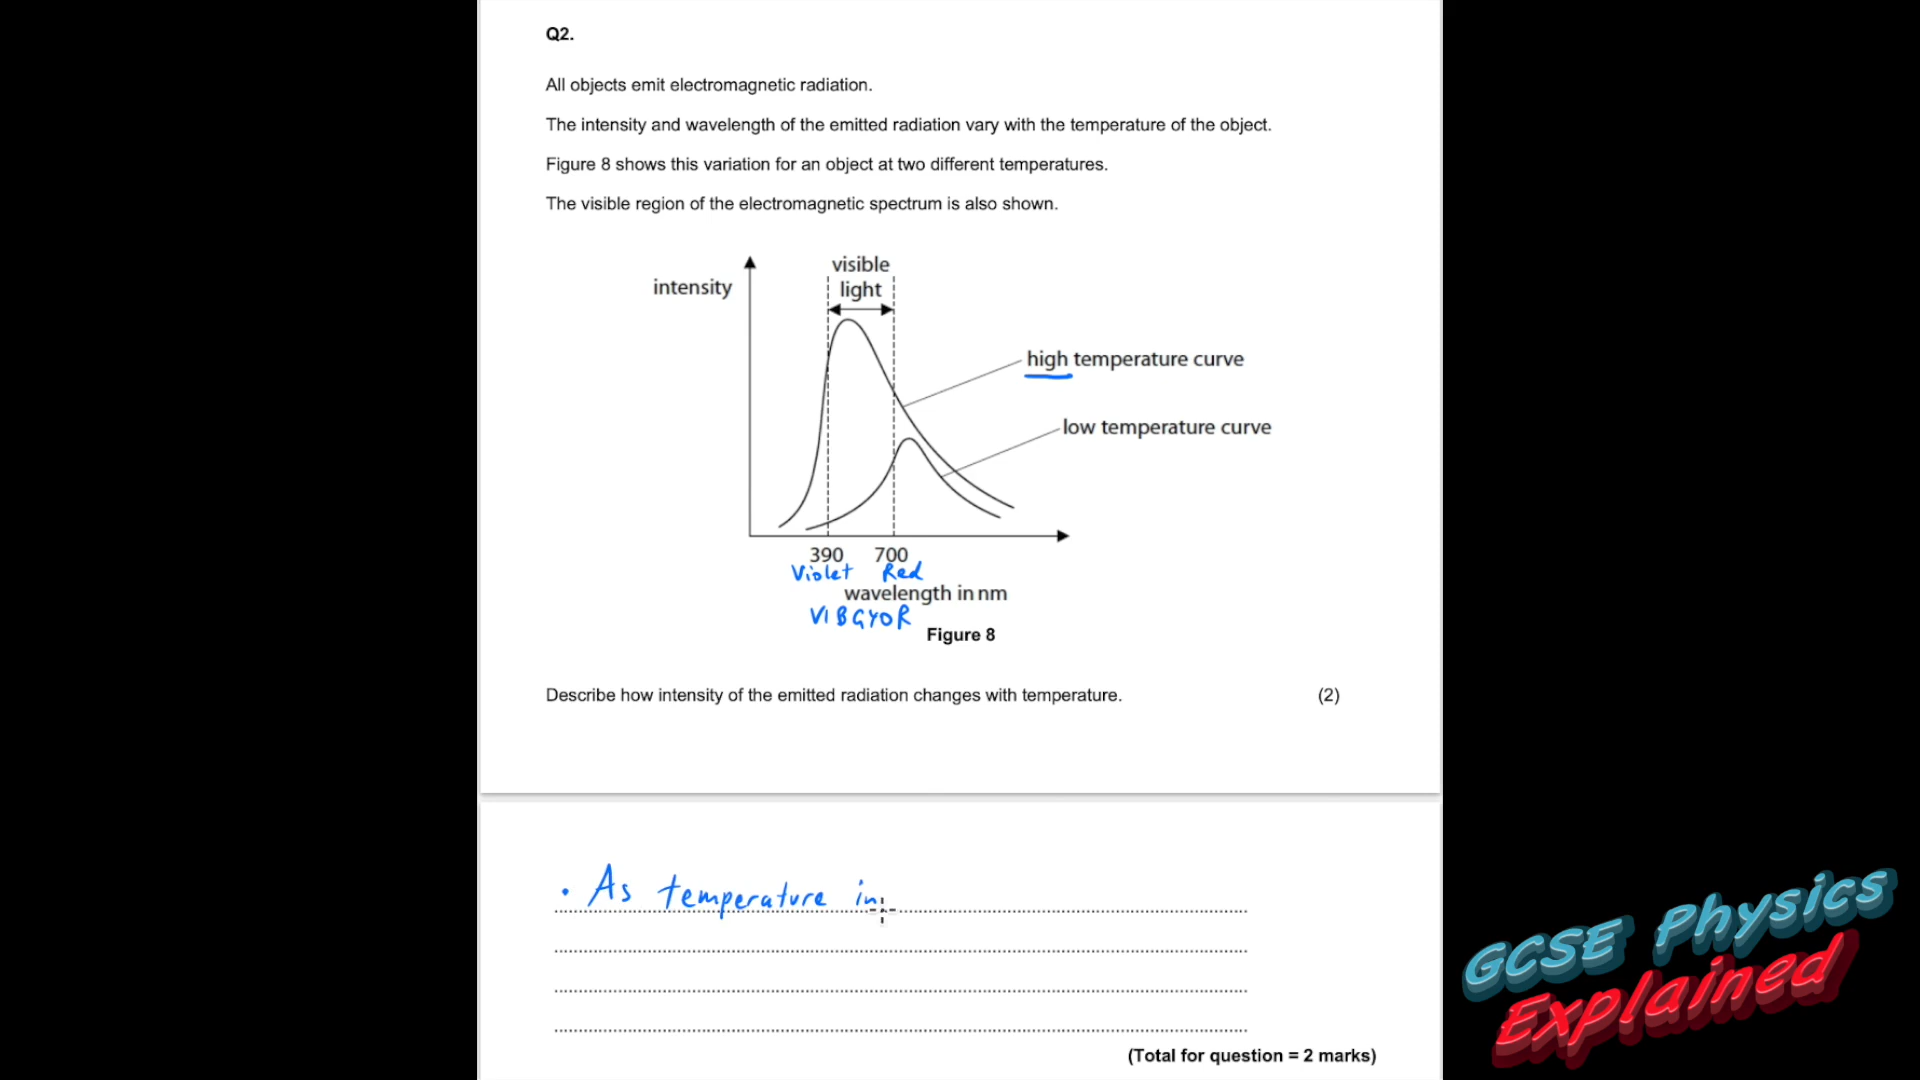 Q2.
All objects emit electromagnetic radiation.
The intensity and wavelength of the emitted radiation vary with the temperature of the object.
Figure 8 shows this variation for an object at two different temperatures.
The visible region of the electromagnetic spectrum is also shown.
visible
light
intensity
high temperature curve
low temperature curve
390 700
Violet Red
wavelength in nm
VIBGYOR
Figure 8
Describe how intensity of the emitted radiation changes with temperature. (2)
• As temperature in
(Total for question = 2 marks)
GCSE Physics
Explained